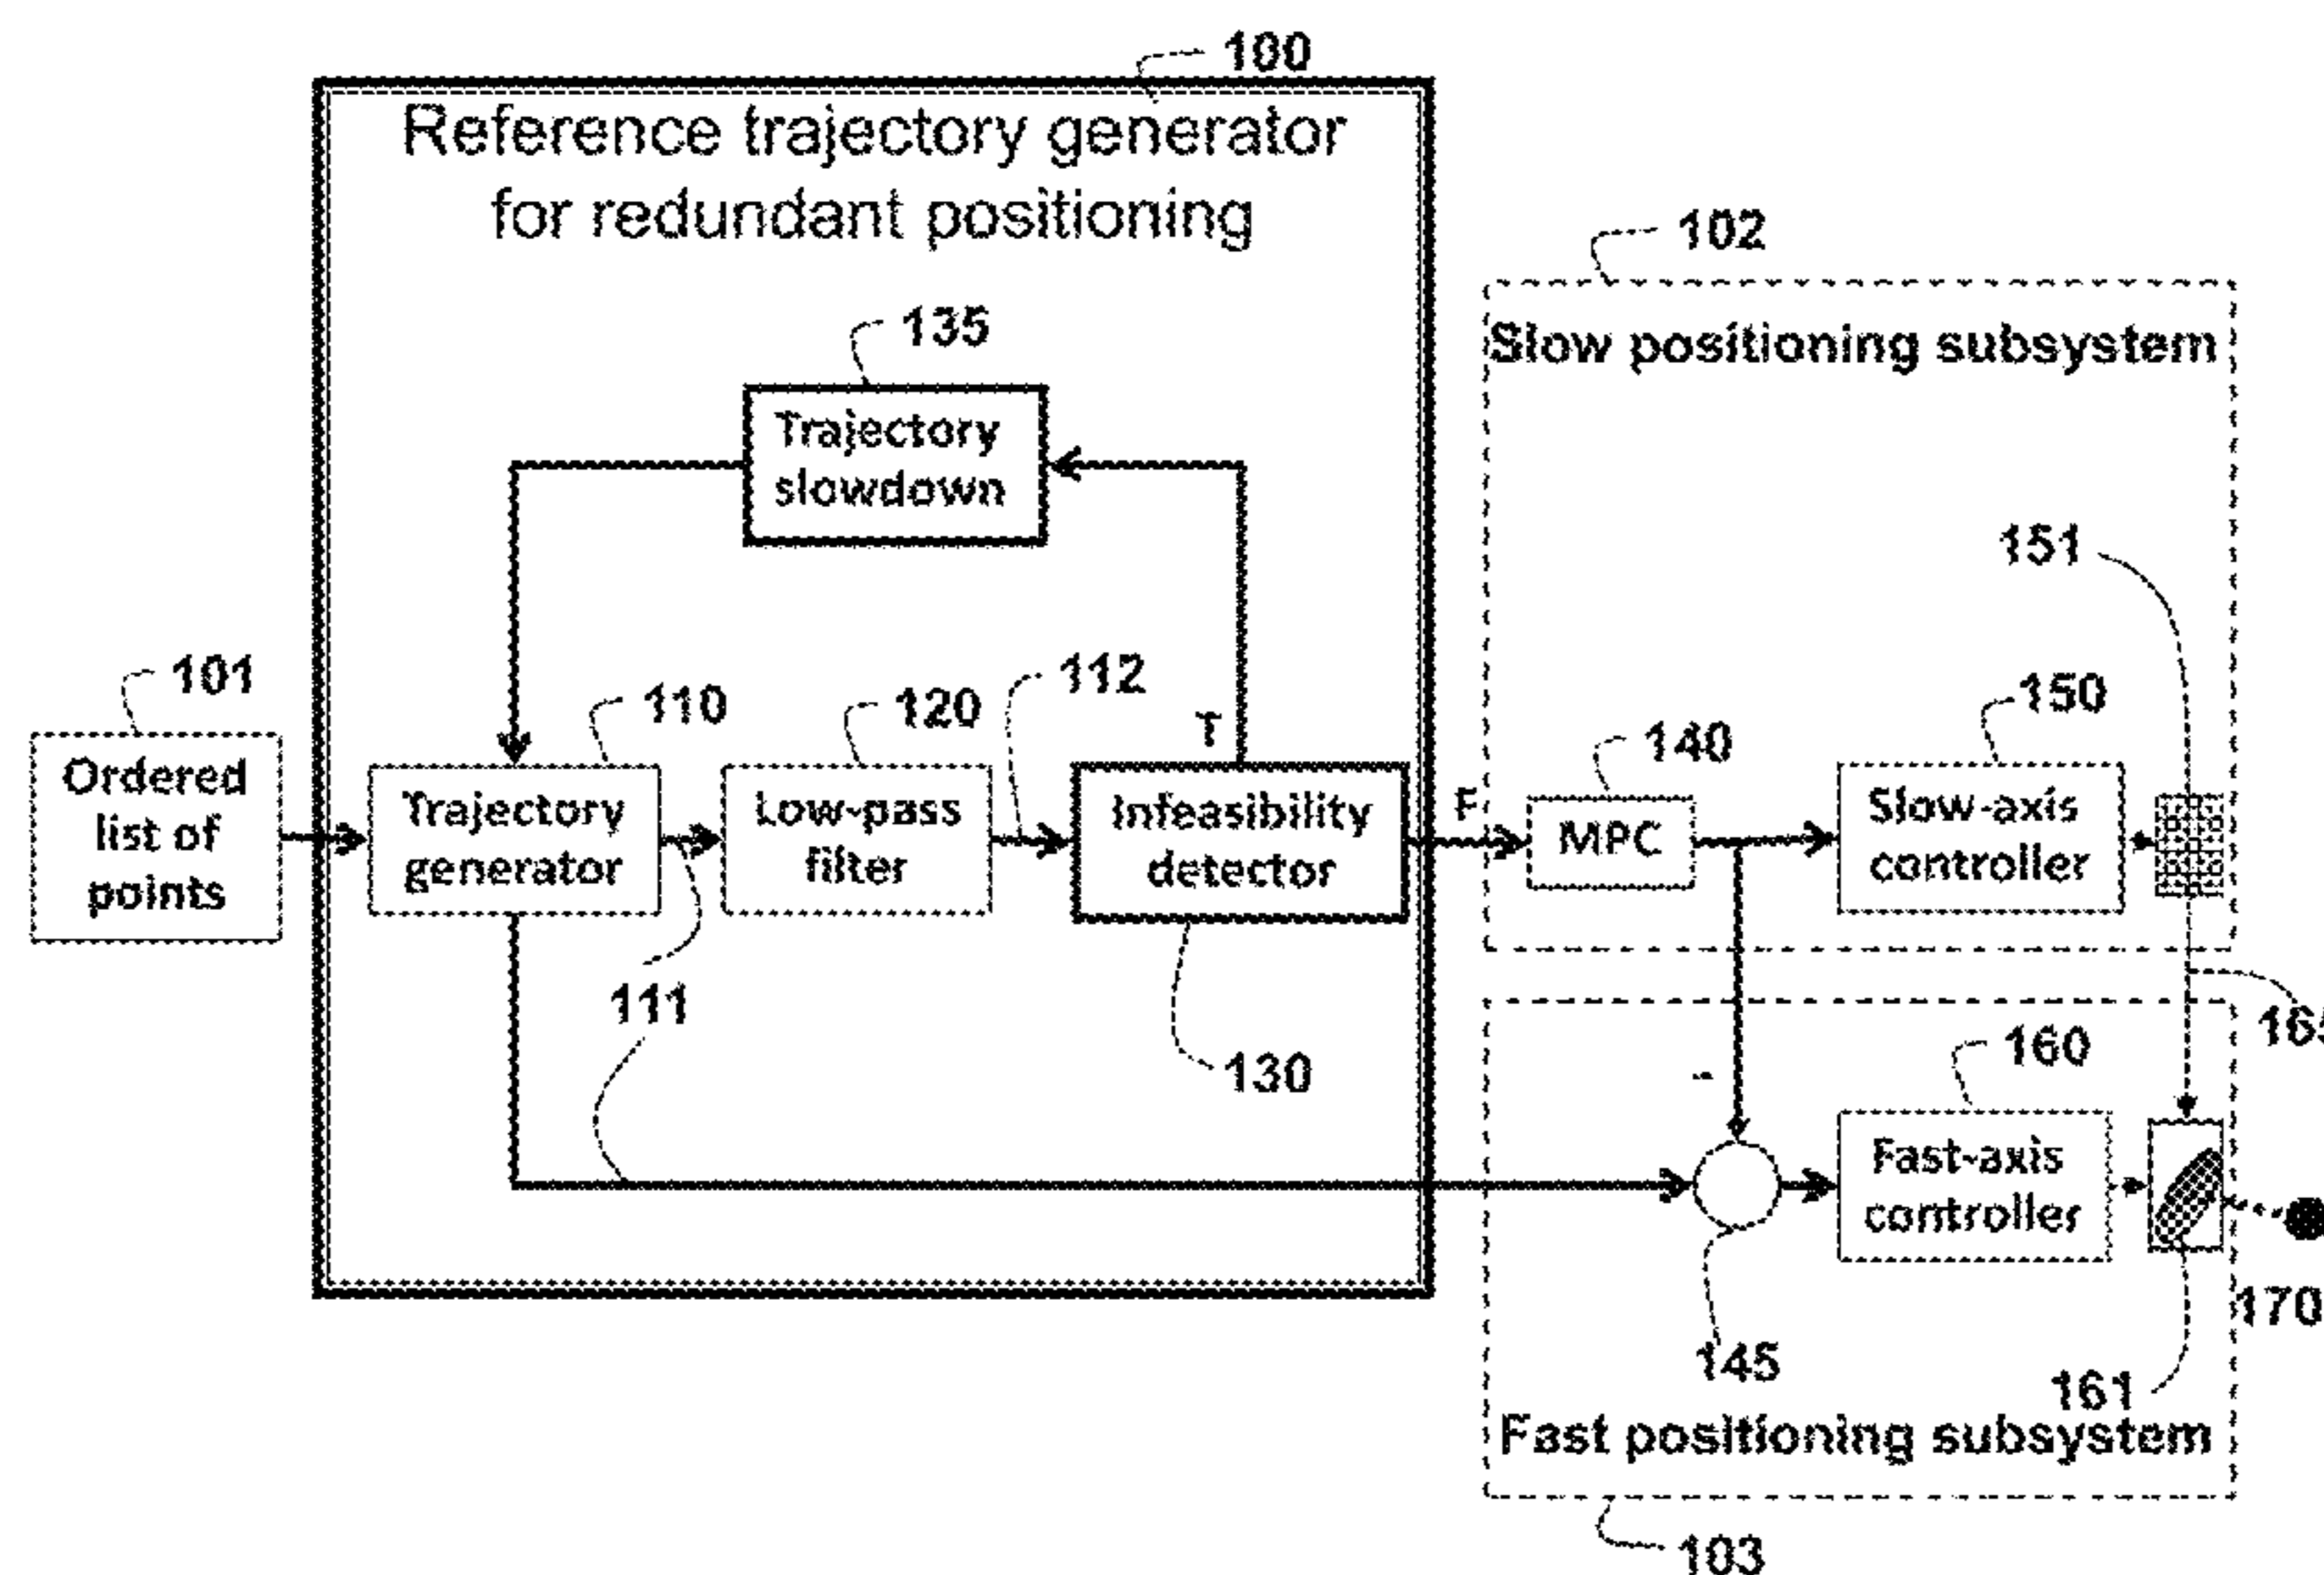 100
Reference trajectory generator
for redundant positioning
102
Slow positioning subsystem
135
Trajectory
slowdown
151
101
Ordered
list of
points
110
Trajectory
generator
111
120
Low-pass
filter
112
T
Infeasibility
detector
130
F
140
MPC
150
Slow-axis
controller
165
-
145
160
Fast-axis
controller
161
170
Fast positioning subsystem
103